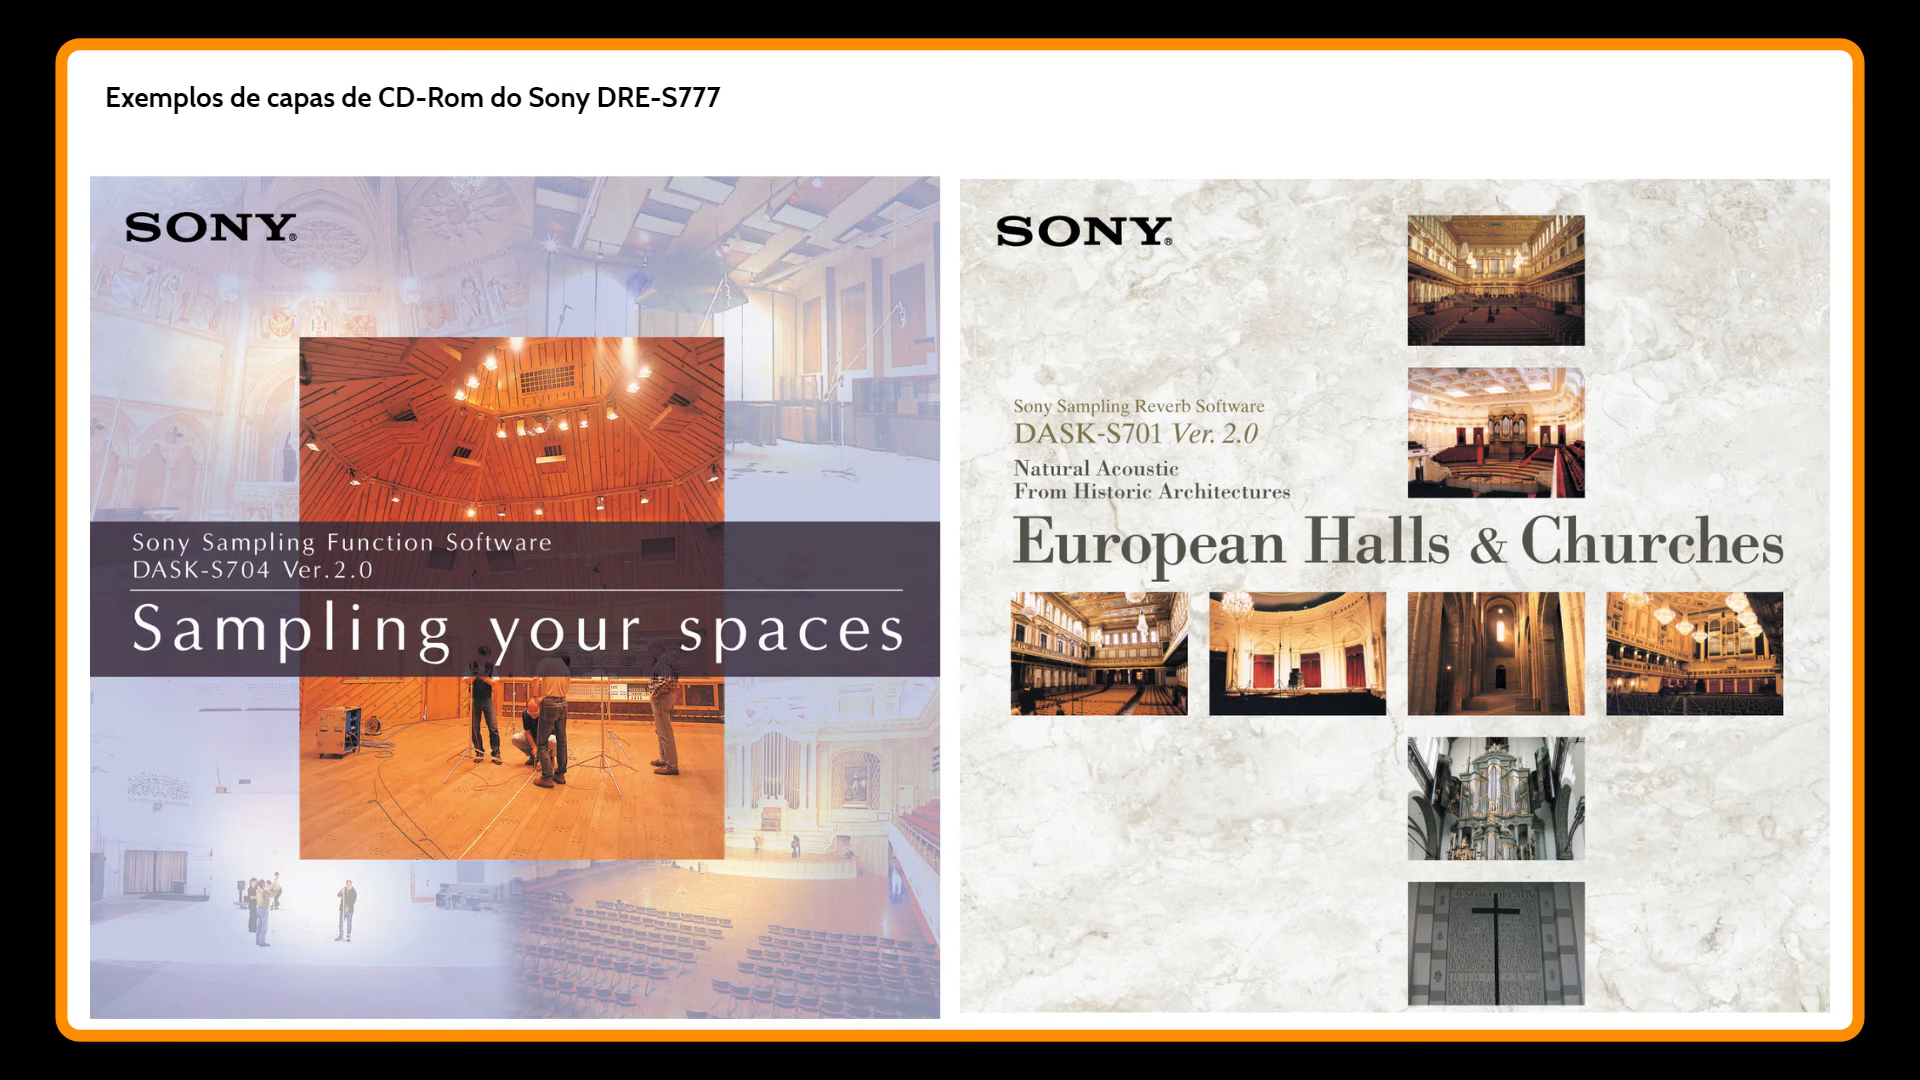 Exemplos de capas de CD-Rom do Sony DRE-S777
SONY®
Sony Sampling Function Software
DASK-S704 Ver.2.0
Sampling your spaces
SONY®
Sony Sampling Reverb Software
DASK-S701 Ver. 2.0
Natural Acoustic
From Historic Architectures
European Halls & Churches